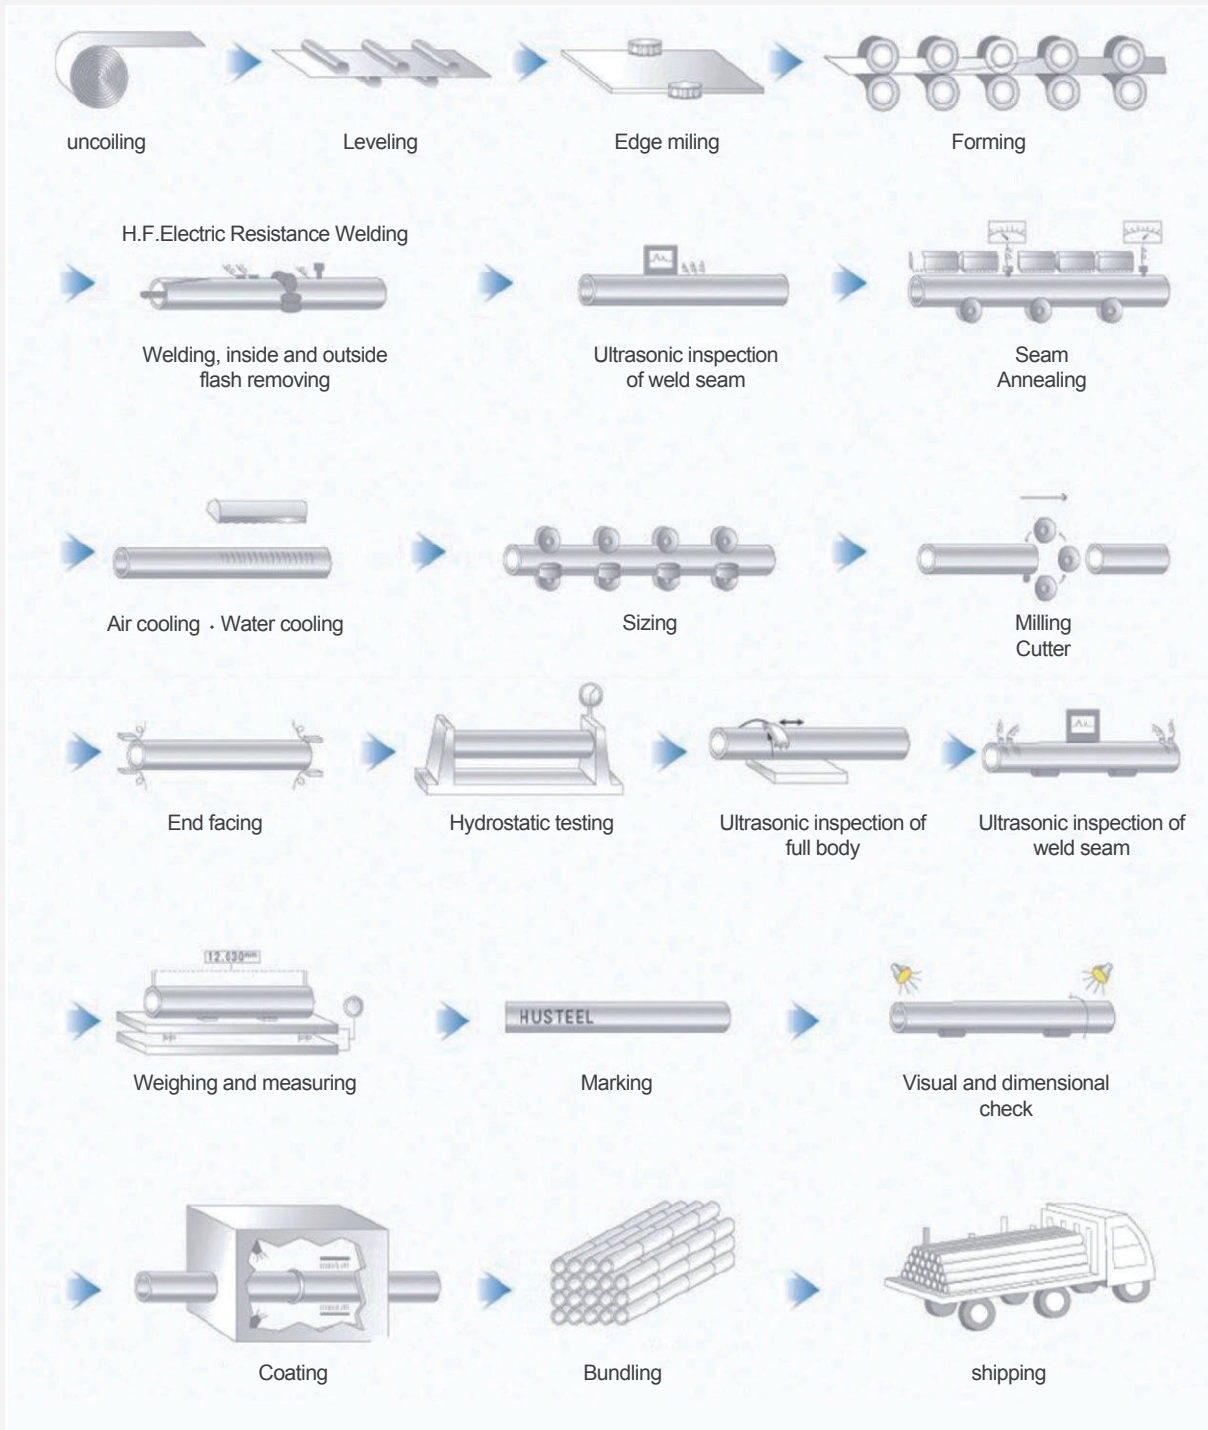 uncoiling
Leveling
Edge miling
Forming
H.F.Electric Resistance Welding
Welding, inside and outside
flash removing
Ultrasonic inspection
of weld seam
Seam
Annealing
Air cooling · Water cooling
Sizing
Milling
Cutter
End facing
Hydrostatic testing
Ultrasonic inspection of
full body
Ultrasonic inspection of
weld seam
12.030mm
Weighing and measuring
HUSTEEL
Marking
Visual and dimensional
check
Coating
Bundling
shipping